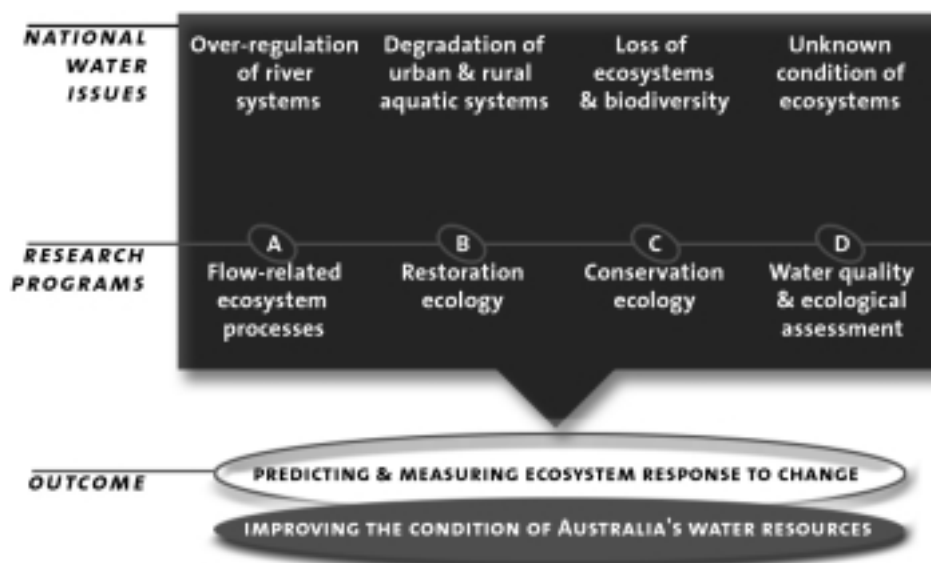 NATIONAL
WATER
ISSUES
Over-regulation
of river
systems
Degradation of
urban & rural
aquatic systems
Loss of
ecosystems
& biodiversity
Unknown
condition of
ecosystems
RESEARCH
PROGRAMS
A
Flow-related
ecosystem
processes
B
Restoration
ecology
C
Conservation
ecology
D
Water quality
& ecological
assessment
OUTCOME
PREDICTING & MEASURING ECOSYSTEM RESPONSE TO CHANGE
IMPROVING THE CONDITION OF AUSTRALIA'S WATER RESOURCES